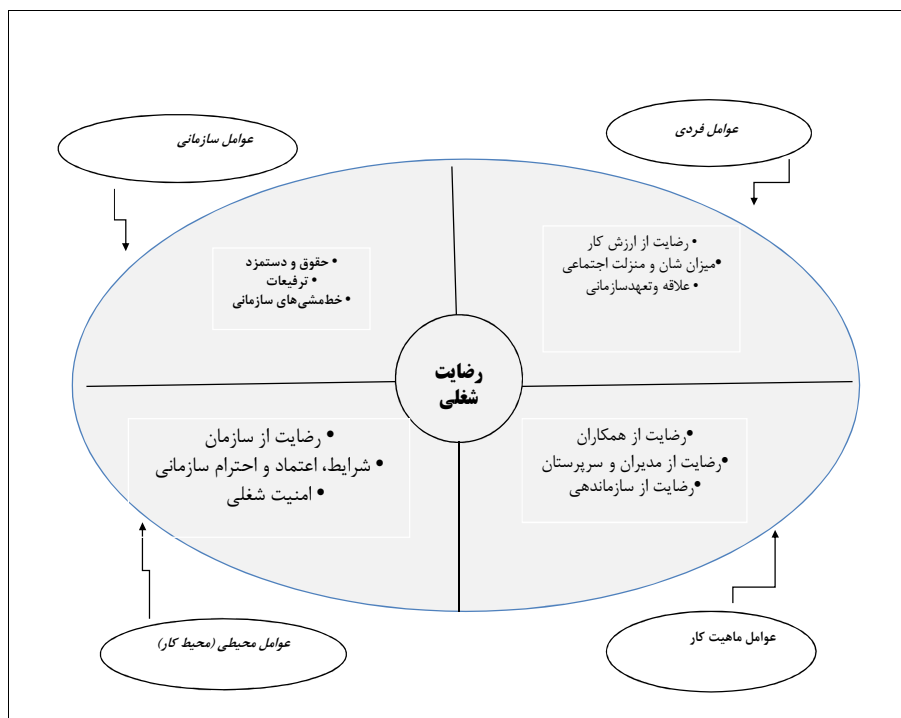 عوامل فردی
عوامل سازمانی
• رضایت از ارزش کار
•میزان شان و منزلت اجتماعی
• علاقه وتعهدسازمانی
• حقوق و دستمزد
• ترفیعات
• خط‌مشی‌های سازمانی
رضایت
شغلی
•رضایت از همکاران
•رضایت از مدیران و سرپرستان
•رضایت از سازماندهی
• رضایت از سازمان
• شرایط، اعتماد و احترام سازمانی
• امنیت شغلی
عوامل ماهیت کار
عوامل محیطی (محیط کار)